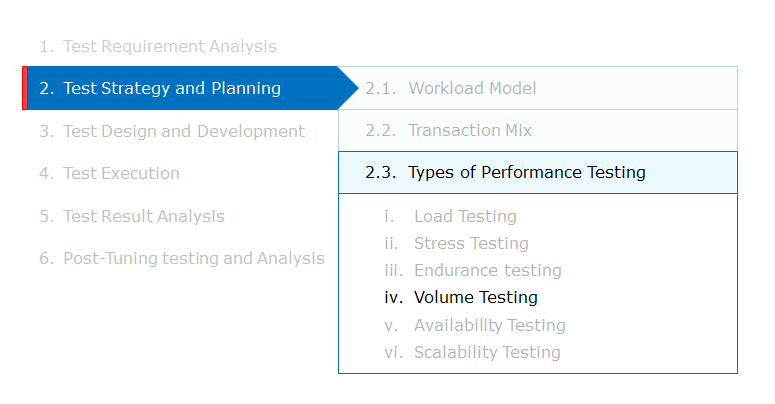 1. Test Requirement Analysis
2. Test Strategy and Planning
3. Test Design and Development
4. Test Execution
5. Test Result Analysis
6. Post-Tuning testing and Analysis
2.1. Workload Model
2.2. Transaction Mix
2.3. Types of Performance Testing
i. Load Testing
ii. Stress Testing
iii. Endurance testing
iv. Volume Testing
v. Availability Testing
vi. Scalability Testing